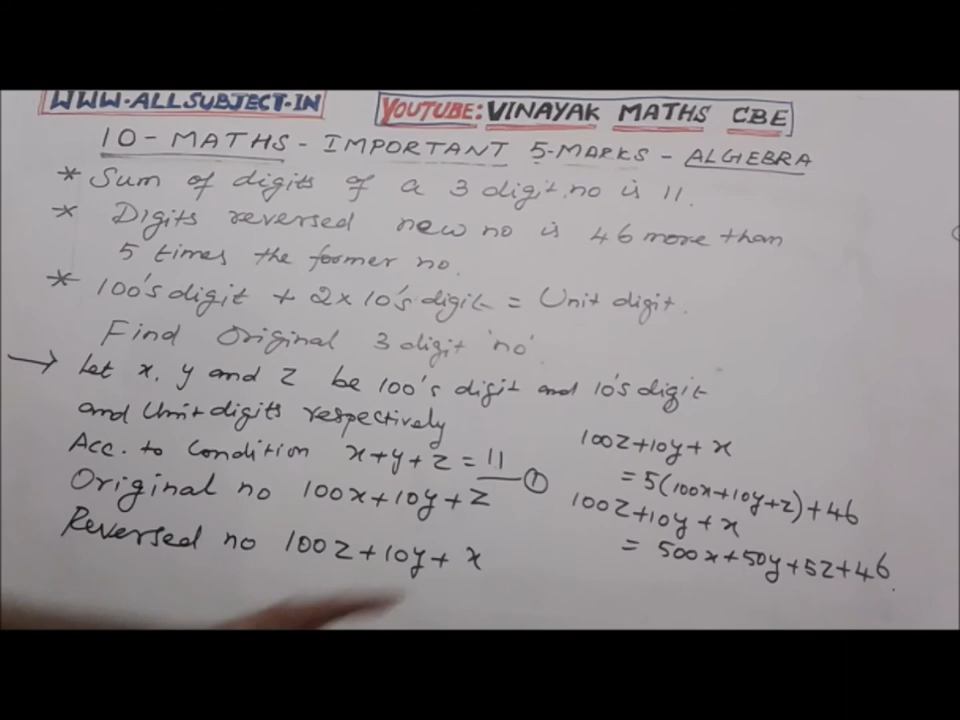 WWW-ALLSUBJECT-IN YOUTUBE: VINAYAK MATHS CBE
10 - MATHS - IMPORTANT 5-MARKS - ALGEBRA
* Sum of digits of a 3 digit.no is 11.
* Digits reversed new no is 46 more than
5 times the former no.
* 100's digit + 2x 10's digit = Unit digit.
Find Original 3 digit 'no'.
→ Let x, y and z be 100's digit and 10's digit
and Unit digits respectively
Acc. to Condition x+y+z = 11 — ①
Original no 100x+10y+z
Reversed no 100z+10y+x
100z+10y+x
= 5(100x+10y+z)+46
100z+10y+x
= 500x+50y+5z+46.